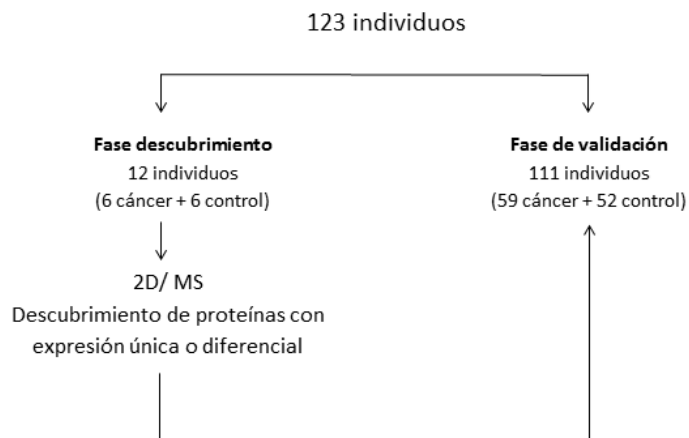 123 individuos
Fase descubrimiento
12 individuos
(6 cáncer + 6 control)
2D/ MS
Descubrimiento de proteínas con
expresión única o diferencial
Fase de validación
111 individuos
(59 cáncer + 52 control)